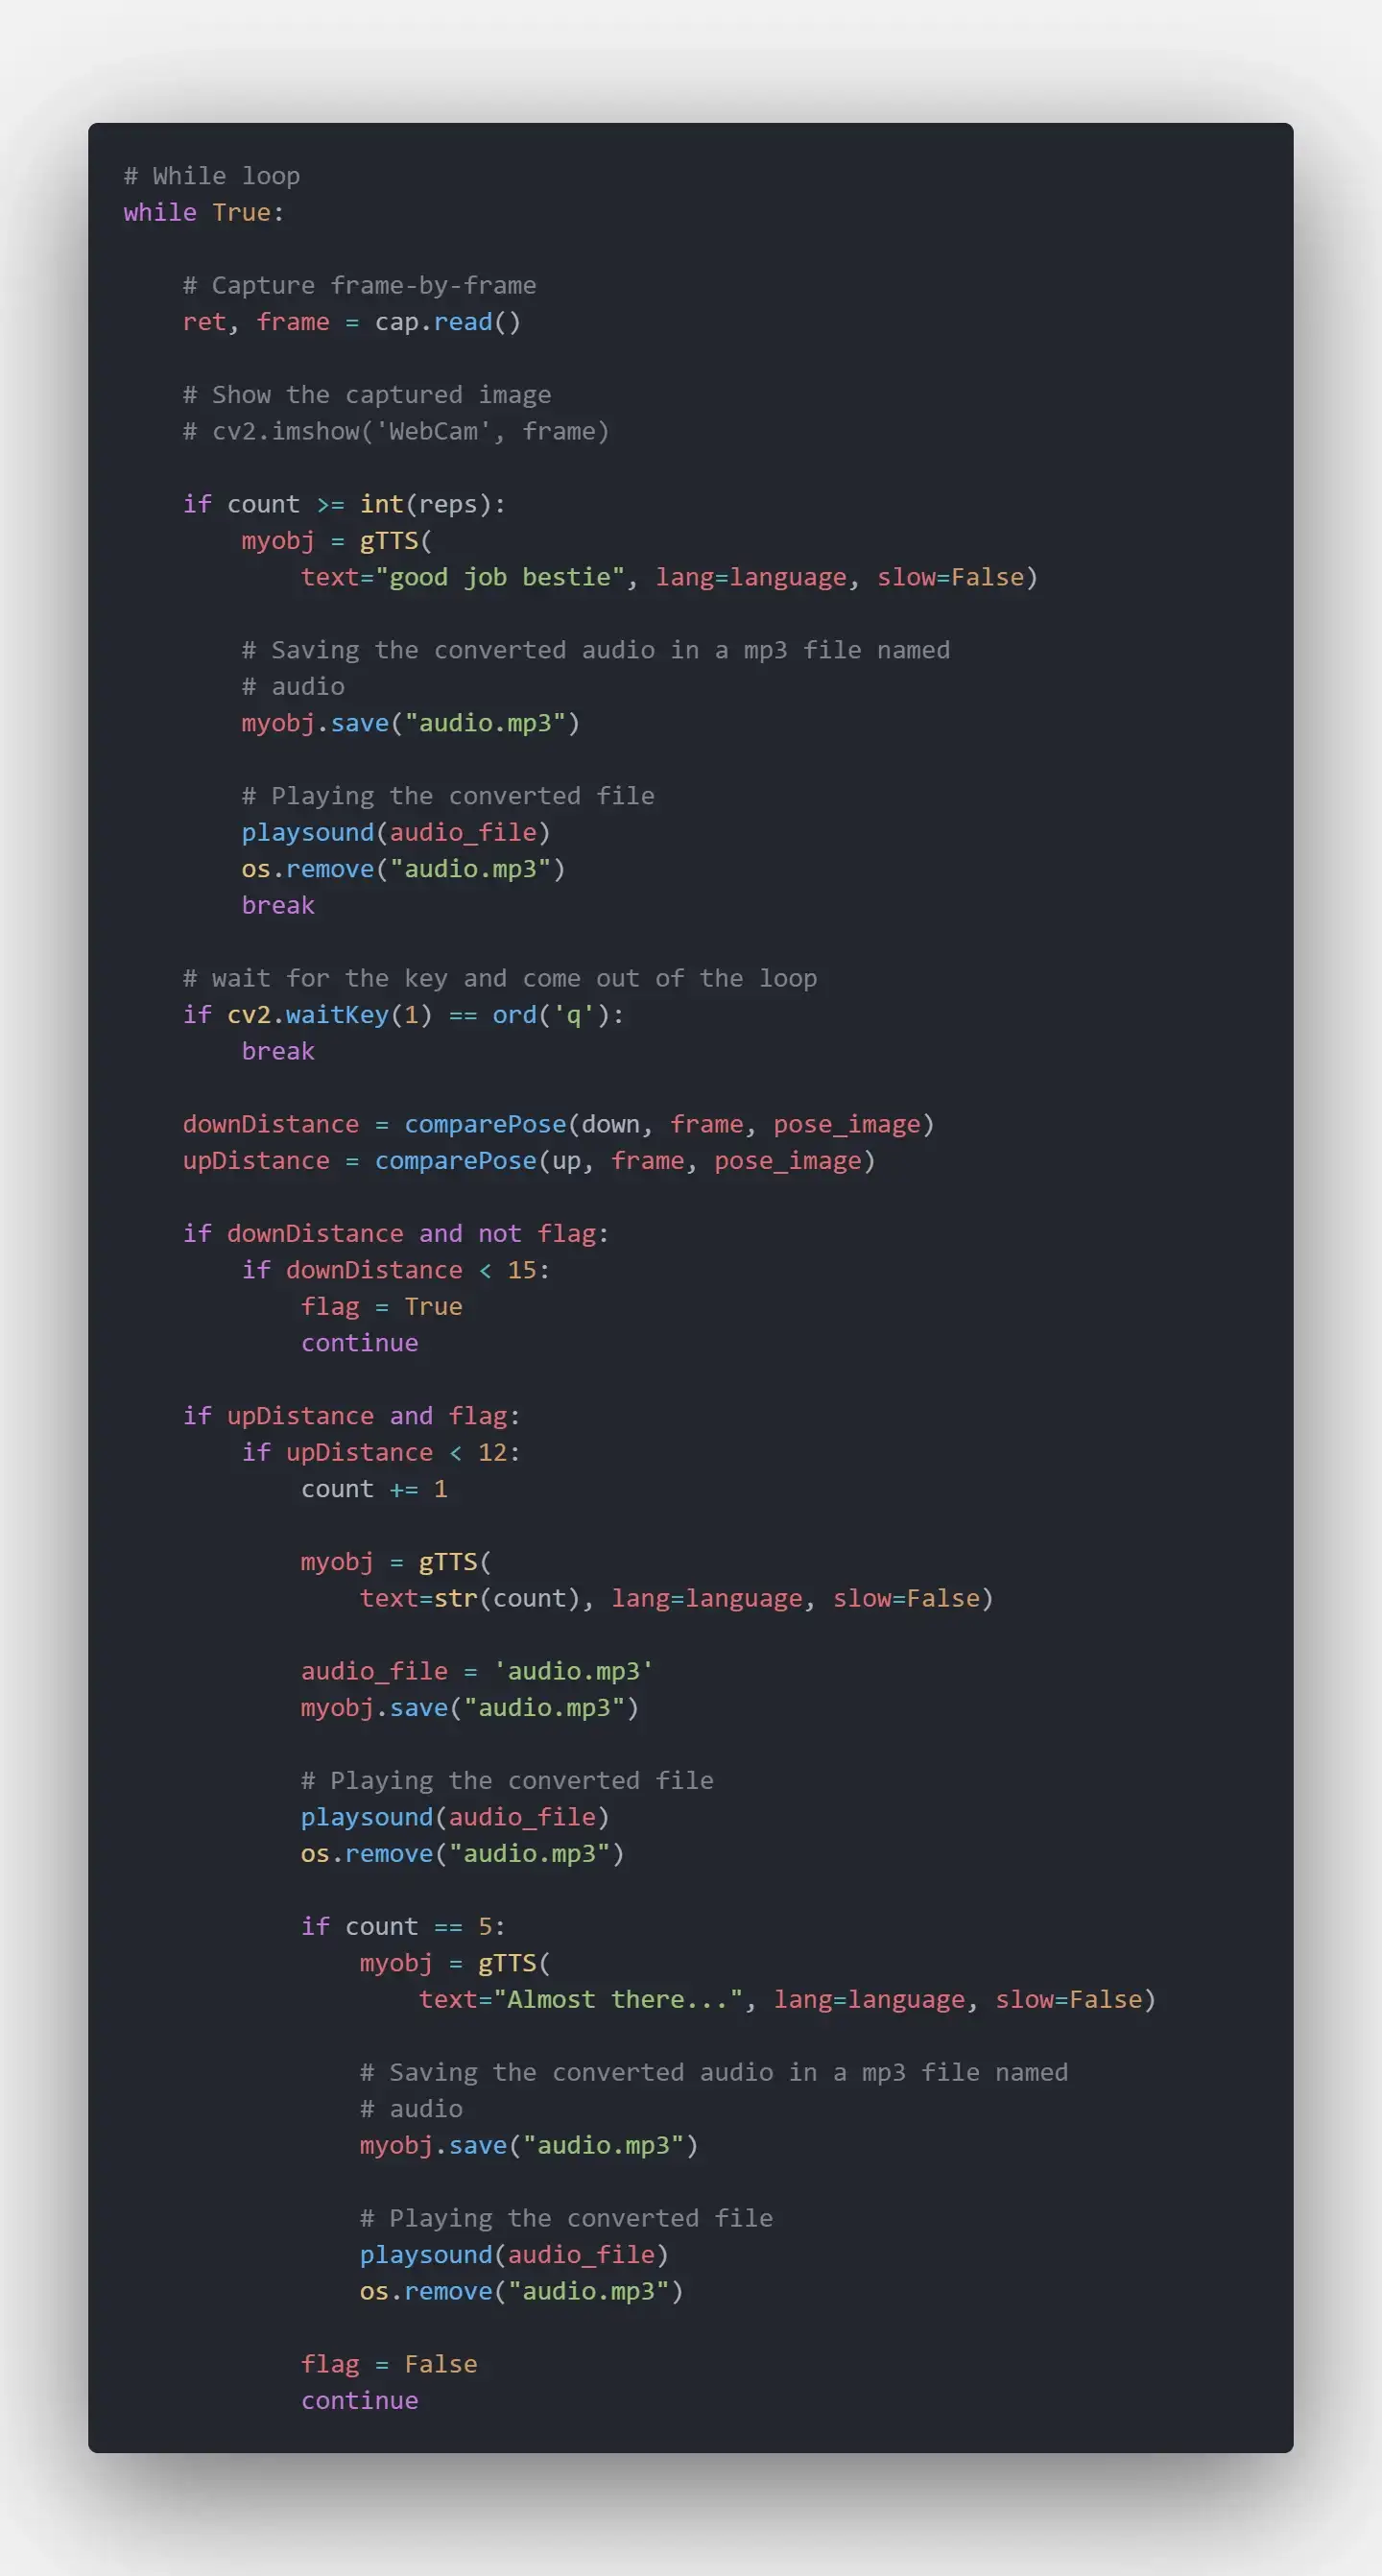 # While loop
while True:
    # Capture frame-by-frame
    ret, frame = cap.read()
    # Show the captured image
    # cv2.imshow('WebCam', frame)
    if count >= int(reps):
        myobj = gTTS(
            text="good job bestie", lang=language, slow=False)
        # Saving the converted audio in a mp3 file named
        # audio
        myobj.save("audio.mp3")
        # Playing the converted file
        playsound(audio_file)
        os.remove("audio.mp3")
        break
    # wait for the key and come out of the loop
    if cv2.waitKey(1) == ord('q'):
        break
    downDistance = comparePose(down, frame, pose_image)
    upDistance = comparePose(up, frame, pose_image)
    if downDistance and not flag:
        if downDistance < 15:
            flag = True
            continue
    if upDistance and flag:
        if upDistance < 12:
            count += 1
            myobj = gTTS(
                text=str(count), lang=language, slow=False)
            audio_file = 'audio.mp3'
            myobj.save("audio.mp3")
            # Playing the converted file
            playsound(audio_file)
            os.remove("audio.mp3")
            if count == 5:
                myobj = gTTS(
                    text="Almost there...", lang=language, slow=False)
                # Saving the converted audio in a mp3 file named
                # audio
                myobj.save("audio.mp3")
                # Playing the converted file
                playsound(audio_file)
                os.remove("audio.mp3")
            flag = False
            continue